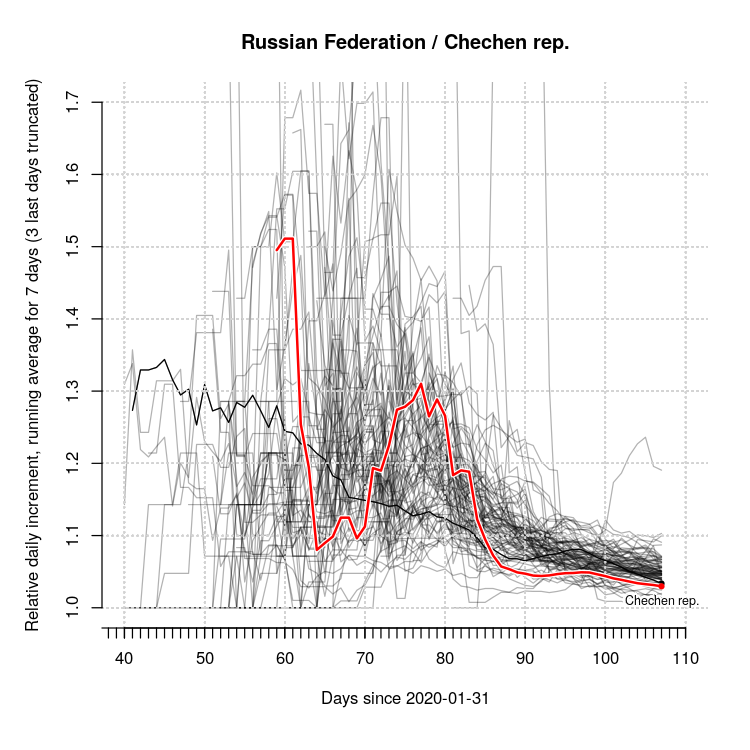 Russian Federation / Chechen rep.
Relative daily increment, running average for 7 days (3 last days truncated)
1.7
1.6
1.5
1.4
1.3
1.2
1.1
1.0
Chechen rep.
40 50 60 70 80 90 100 110
Days since 2020-01-31